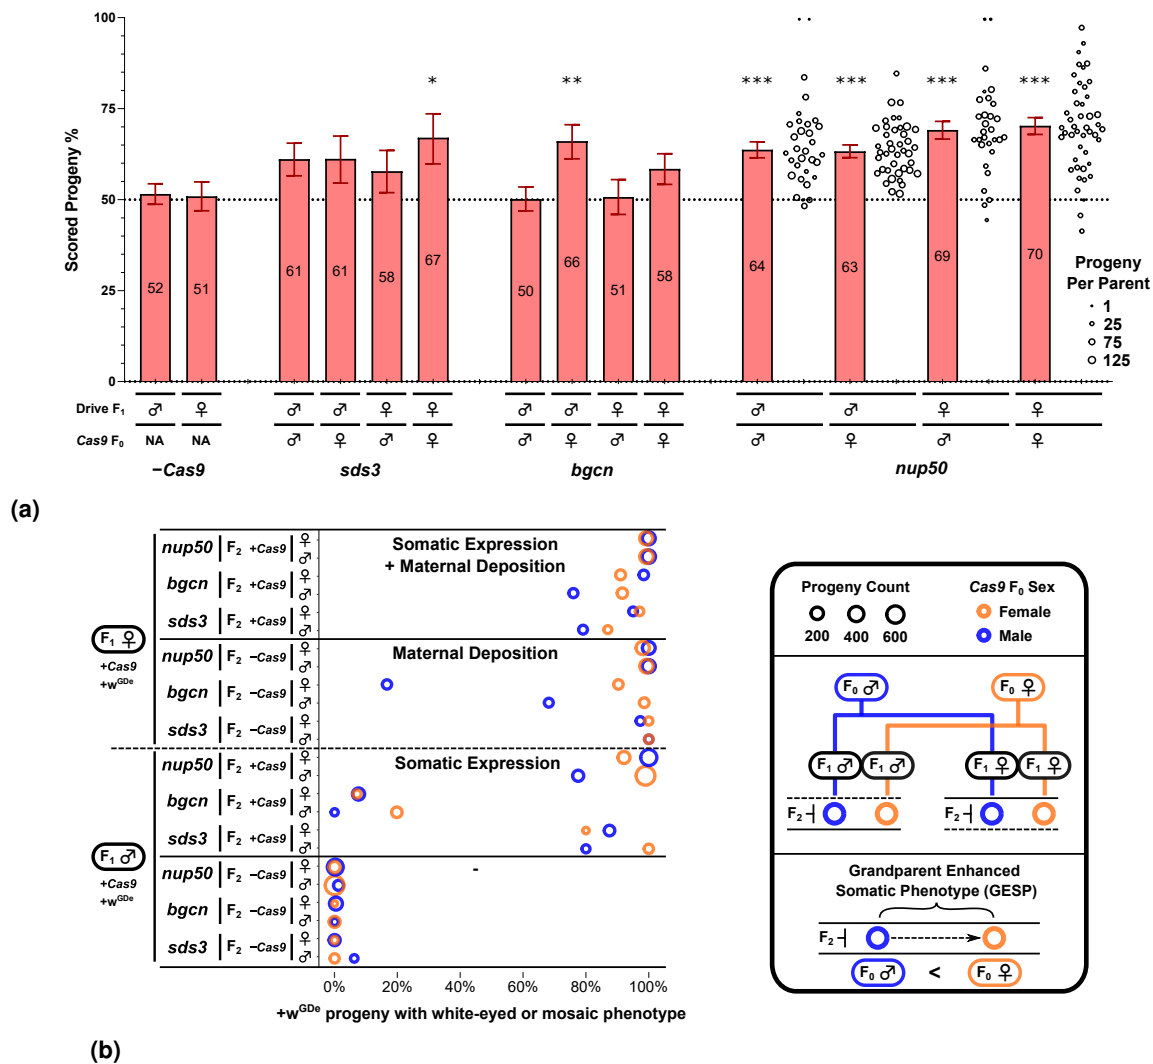 100
75
50
25
0
Scored Progeny %
* ** *** *** *** ***
52 51 61 61 58 67 50 66 51 58 64 63 69 70
Progeny
Per Parent
1
25
75
125
Drive F1 ♂ ♀ ♂ ♂ ♀ ♀ ♂ ♂ ♀ ♀ ♂ ♂ ♀ ♀
Cas9 F0 NA NA ♂ ♀ ♂ ♀ ♂ ♀ ♂ ♀ ♂ ♀ ♂ ♀
−Cas9 sds3 bgcn nup50
(a)
F1 ♀
+Cas9
+wGDe
nup50 F2 +Cas9 ♀
♂
bgcn F2 +Cas9 ♀
♂
sds3 F2 +Cas9 ♀
♂
Somatic Expression
+ Maternal Deposition
nup50 F2 −Cas9 ♀
♂
bgcn F2 −Cas9 ♀
♂
sds3 F2 −Cas9 ♀
♂
Maternal Deposition
F1 ♂
+Cas9
+wGDe
nup50 F2 +Cas9 ♀
♂
bgcn F2 +Cas9 ♀
♂
sds3 F2 +Cas9 ♀
♂
Somatic Expression
nup50 F2 −Cas9 ♀
♂
bgcn F2 −Cas9 ♀
♂
sds3 F2 −Cas9 ♀
♂
-
0% 20% 40% 60% 80% 100%
+wGDe progeny with white-eyed or mosaic phenotype
(b)
Progeny Count
200 400 600
Cas9 F0 Sex
Female
Male
F0 ♂ F0 ♀
F1 ♂ F1 ♂ F1 ♀ F1 ♀
F2 F2
Grandparent Enhanced
Somatic Phenotype (GESP)
F2
F0 ♂ < F0 ♀